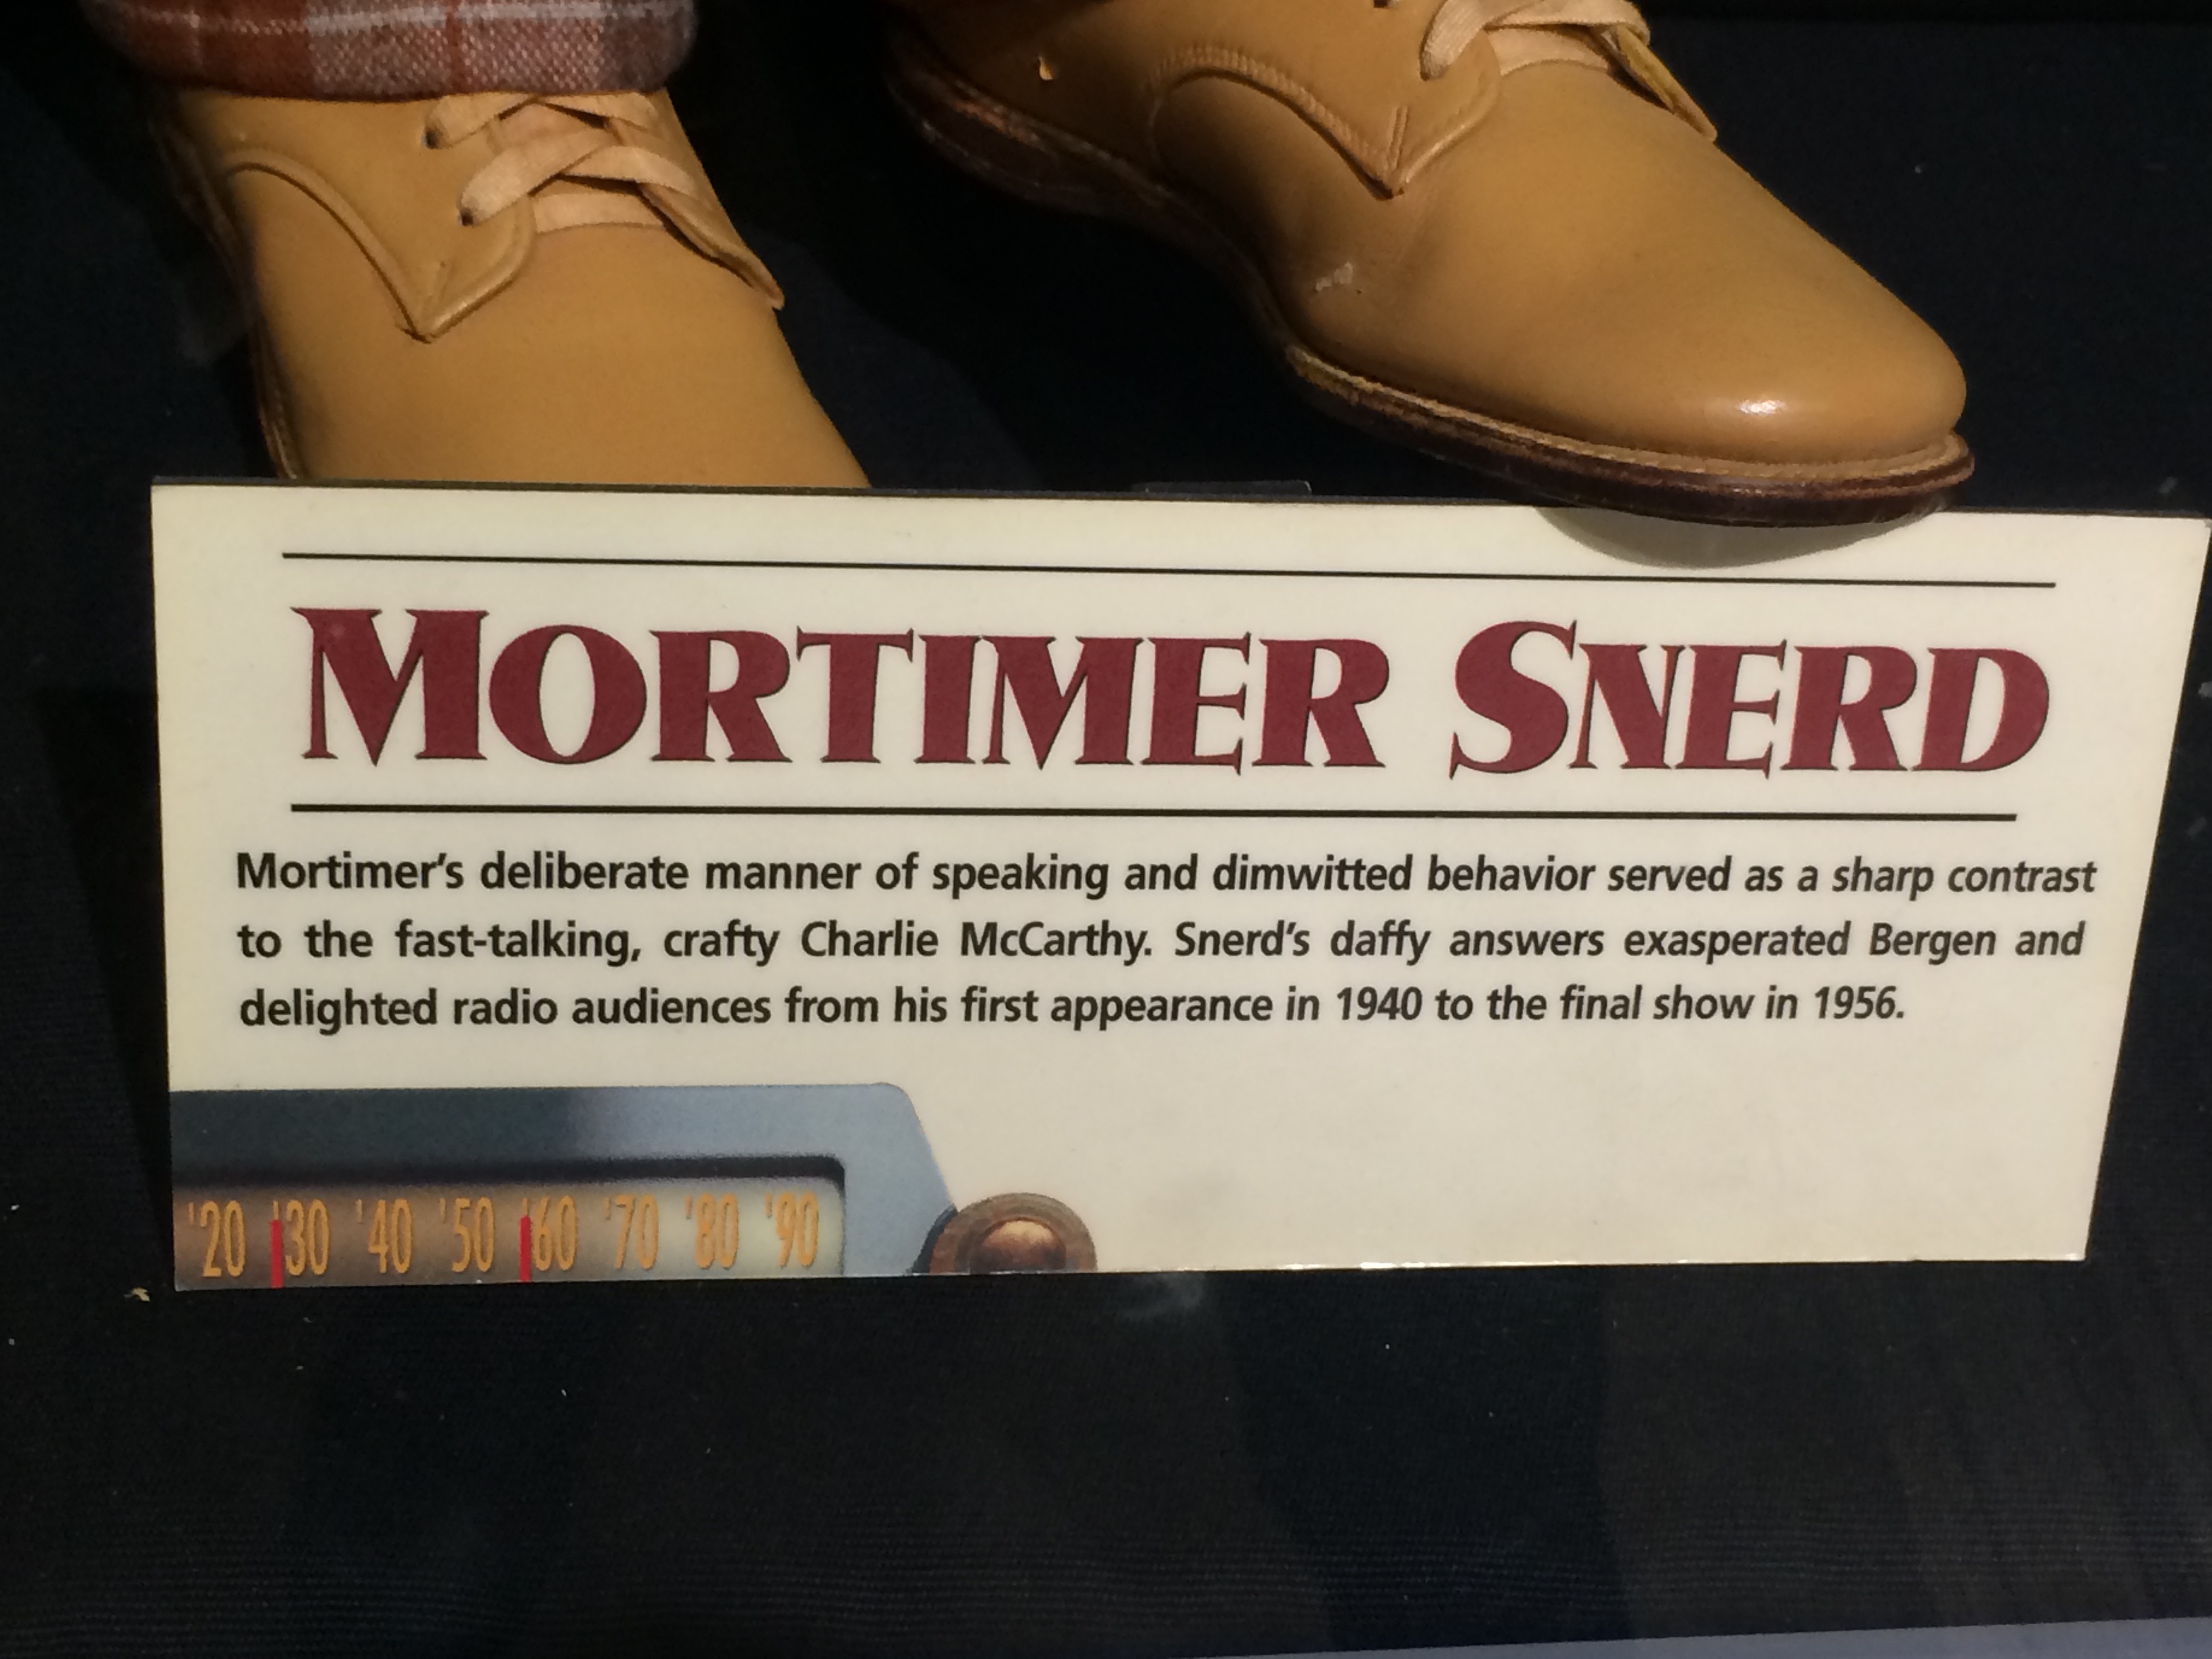 MORTIMER SNERD
Mortimer's deliberate manner of speaking and dimwitted behavior served as a sharp contrast
to the fast-talking, crafty Charlie McCarthy. Snerd's daffy answers exasperated Bergen and
delighted radio audiences from his first appearance in 1940 to the final show in 1956.
'20 '30 '40 '50 '60 '70 '80 '90